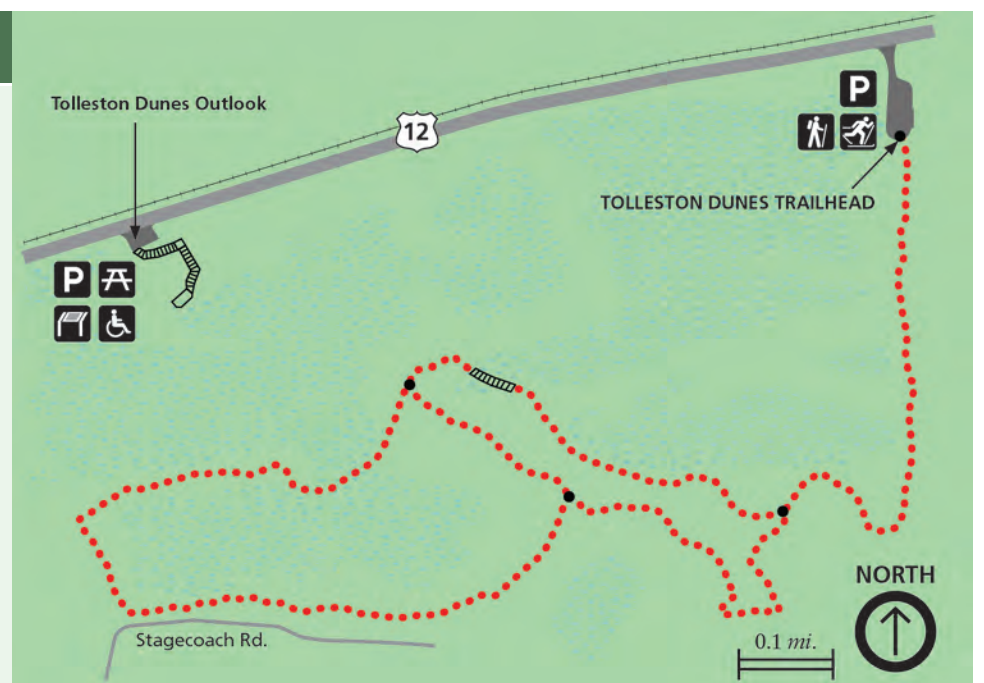 Tolleston Dunes Outlook
12
P
TOLLESTON DUNES TRAILHEAD
P
NORTH
0.1 mi.
Stagecoach Rd.